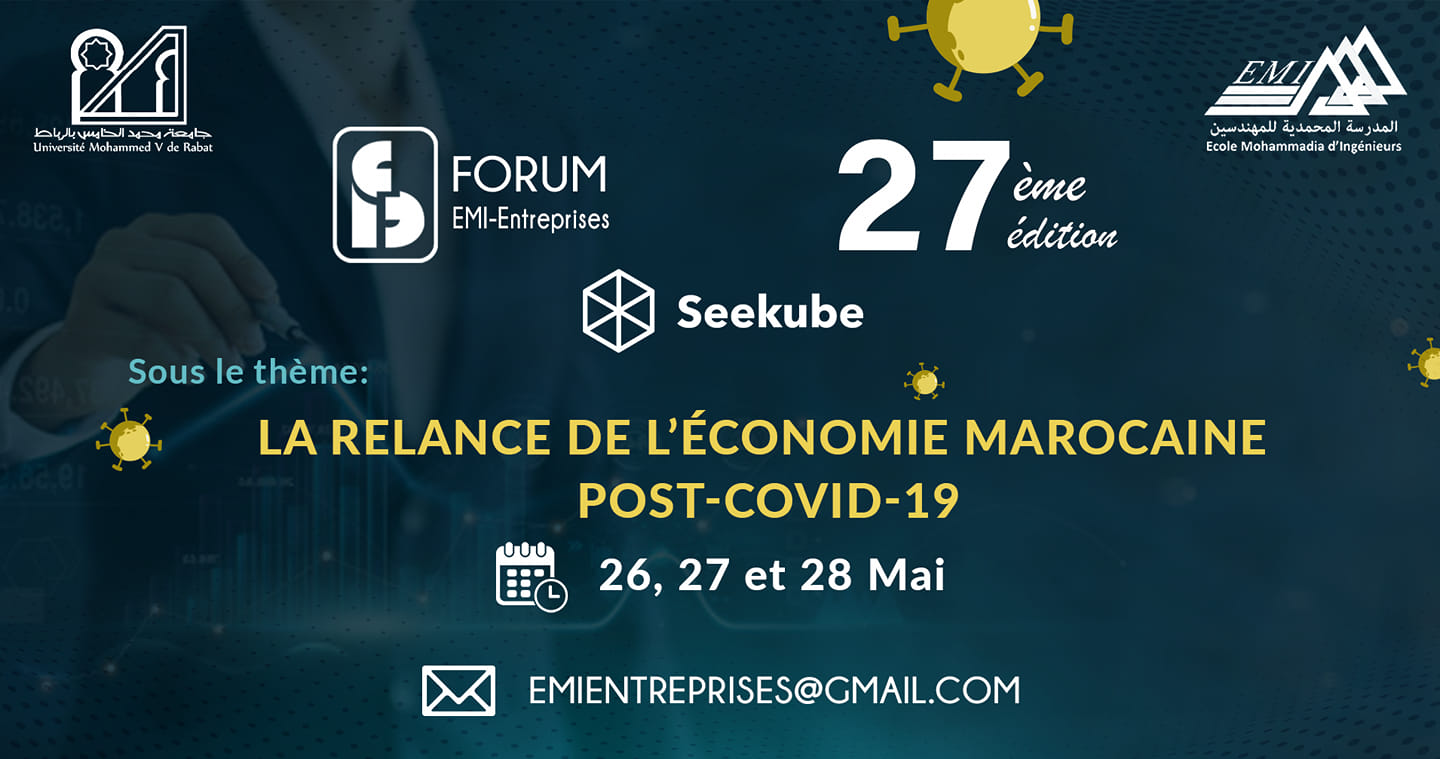 جامعة محمد الخامس بالرباط
Université Mohammed V de Rabat
EMI
المدرسة المحمدية للمهندسين
Ecole Mohammadia d'Ingénieurs
FORUM
EMI-Entreprises
27ème
édition
Seekube
Sous le thème:
LA RELANCE DE L'ÉCONOMIE MAROCAINE
POST-COVID-19
26, 27 et 28 Mai
EMIENTREPRISES@GMAIL.COM